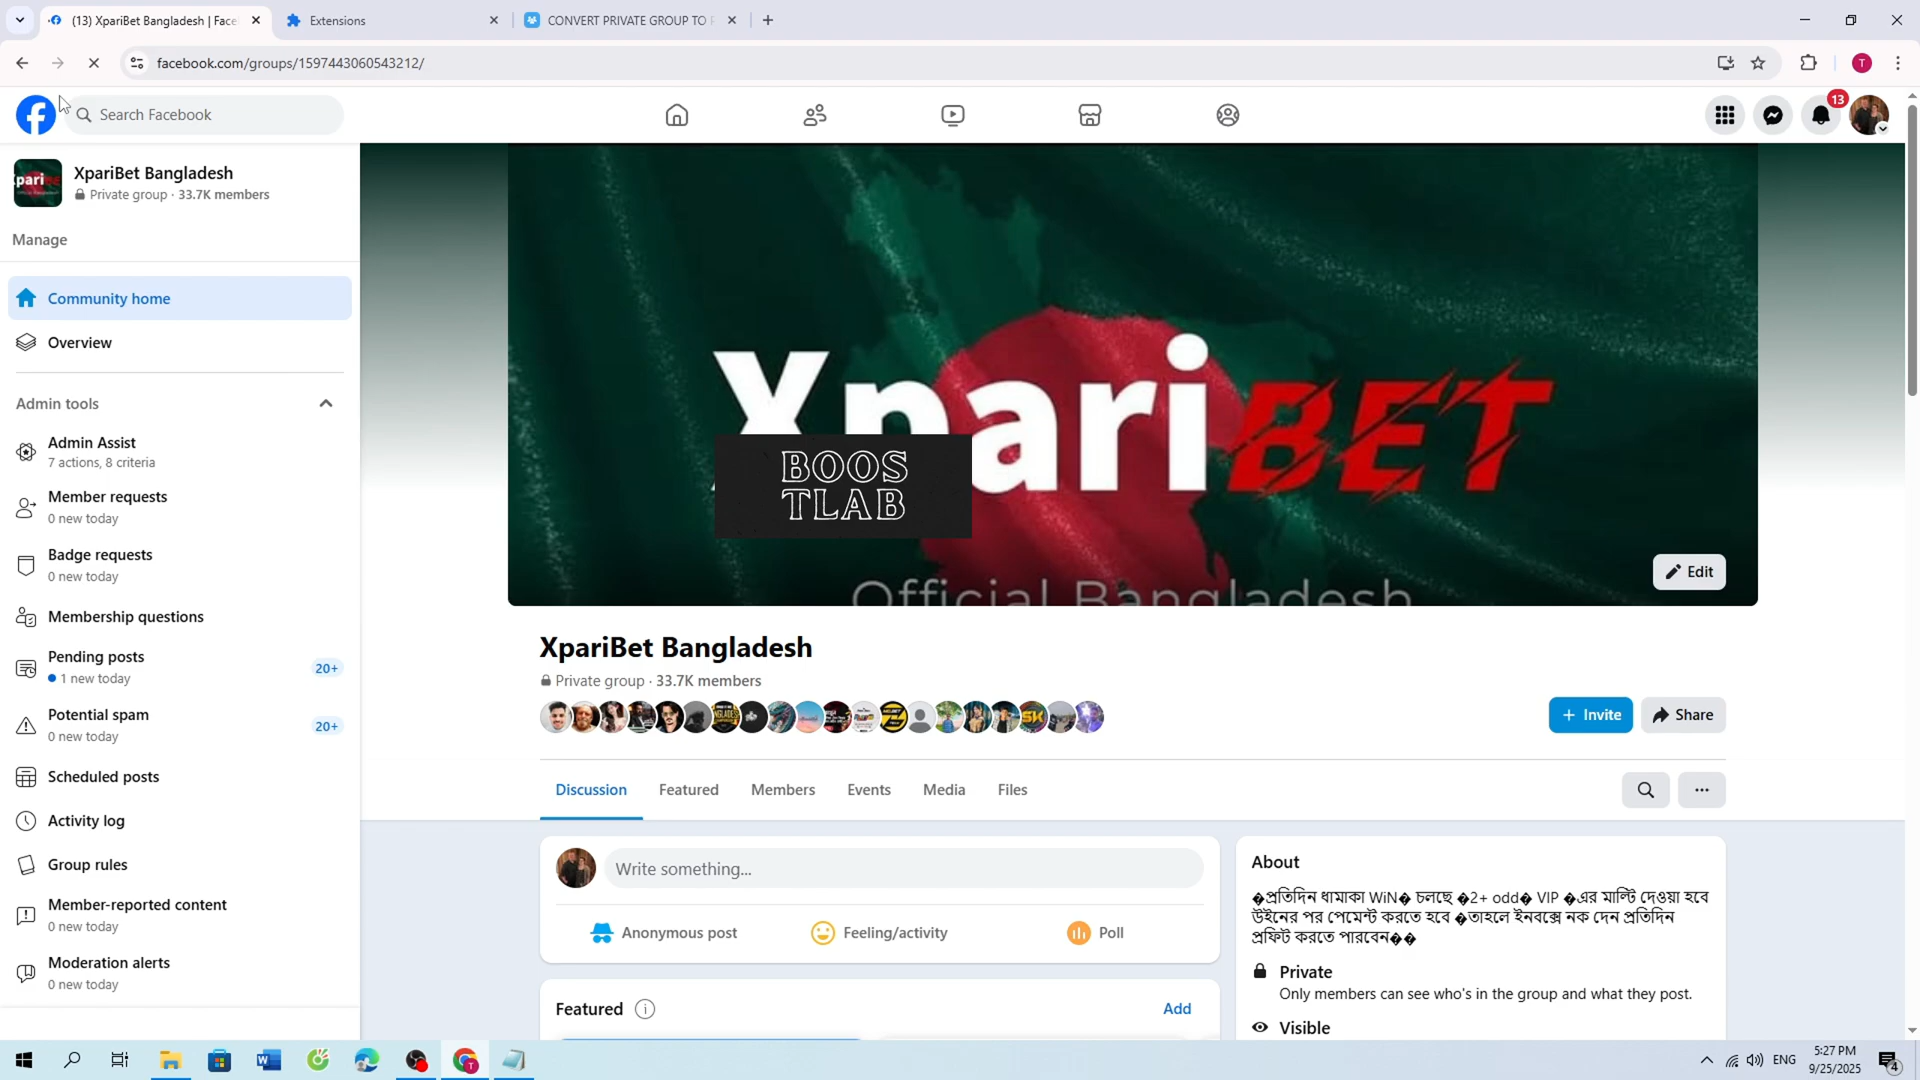 (13) XpariBet Bangladesh | Face
Extensions
CONVERT PRIVATE GROUP TO P
facebook.com/groups/1597443060543212/
T
Search Facebook
13
XpariBet Bangladesh
Private group · 33.7K members
Manage
Community home
Overview
Admin tools
Admin Assist
7 actions, 8 criteria
Member requests
0 new today
Badge requests
0 new today
Membership questions
Pending posts
1 new today
20+
Potential spam
0 new today
20+
Scheduled posts
Activity log
Group rules
Member-reported content
0 new today
Moderation alerts
0 new today
XpariBET
BOOS
TLAB
Official Bangladesh
Edit
XpariBet Bangladesh
Private group · 33.7K members
Invite
Share
Discussion
Featured
Members
Events
Media
Files
Write something...
Anonymous post
Feeling/activity
Poll
Featured
Add
About
�প্রতিদিন ধামাকা WiN� চলছে �2+ odd� VIP �এর মাল্টি দেওয়া হবে
উইনের পর পেমেন্ট করতে হবে �তাহলে ইনবক্সে নক দেন প্রতিদিন
প্রফিট করতে পারবেন��
Private
Only members can see who's in the group and what they post.
Visible
ENG
5:27 PM
9/25/2025
4